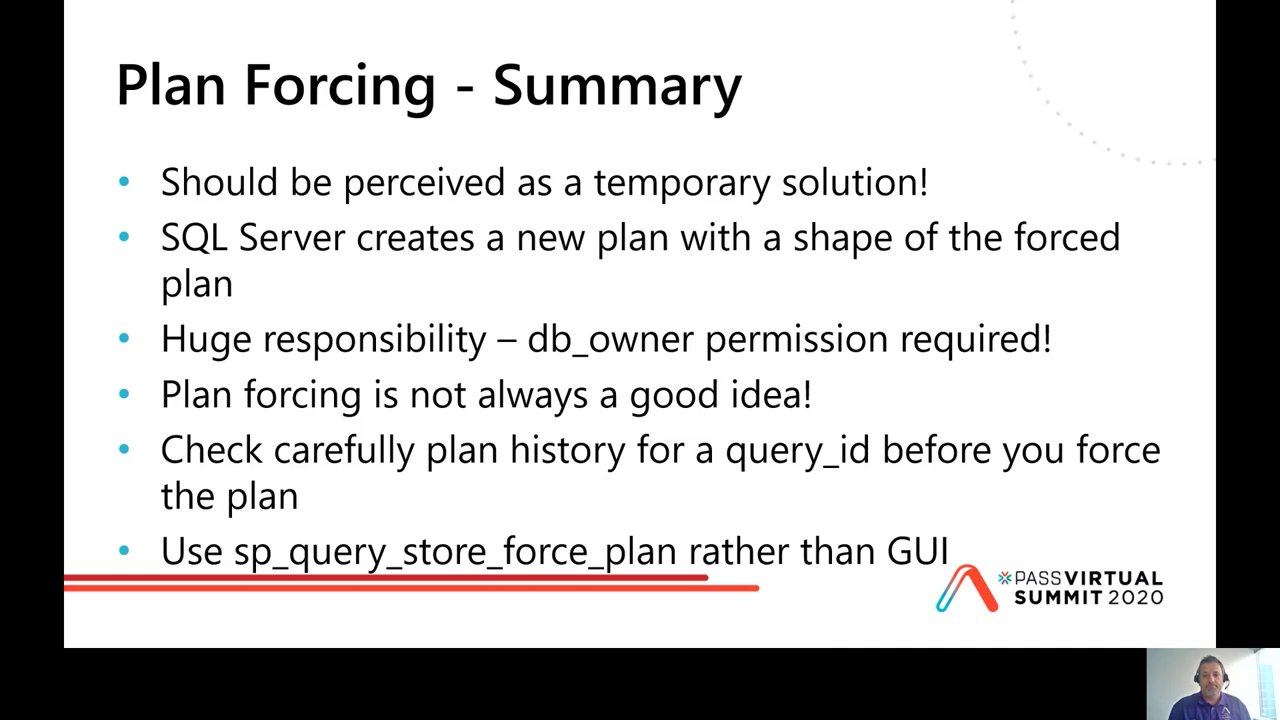 Plan Forcing - Summary
• Should be perceived as a temporary solution!
• SQL Server creates a new plan with a shape of the forced
plan
• Huge responsibility – db_owner permission required!
• Plan forcing is not always a good idea!
• Check carefully plan history for a query_id before you force
the plan
• Use sp_query_store_force_plan rather than GUI
PASS VIRTUAL
SUMMIT 2020